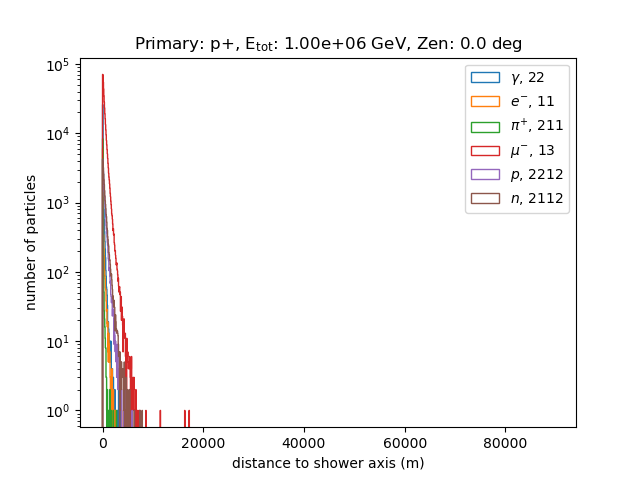 Primary: p+, E_tot: 1.00e+06 GeV, Zen: 0.0 deg
10⁵
10⁴
10³
10²
10¹
10⁰
number of particles
γ, 22
e⁻, 11
π⁺, 211
μ⁻, 13
p, 2212
n, 2112
0 20000 40000 60000 80000
distance to shower axis (m)